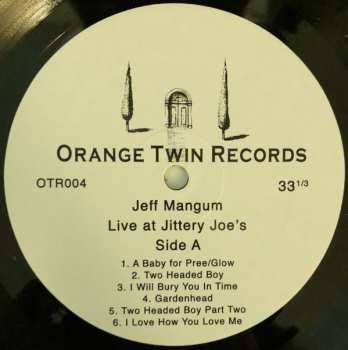 ORANGE TWIN RECORDS
OTR004
33 1/3
Jeff Mangum
Live at Jittery Joe's
Side A
1. A Baby for Pree/Glow
2. Two Headed Boy
3. I Will Bury You In Time
4. Gardenhead
5. Two Headed Boy Part Two
6. I Love How You Love Me